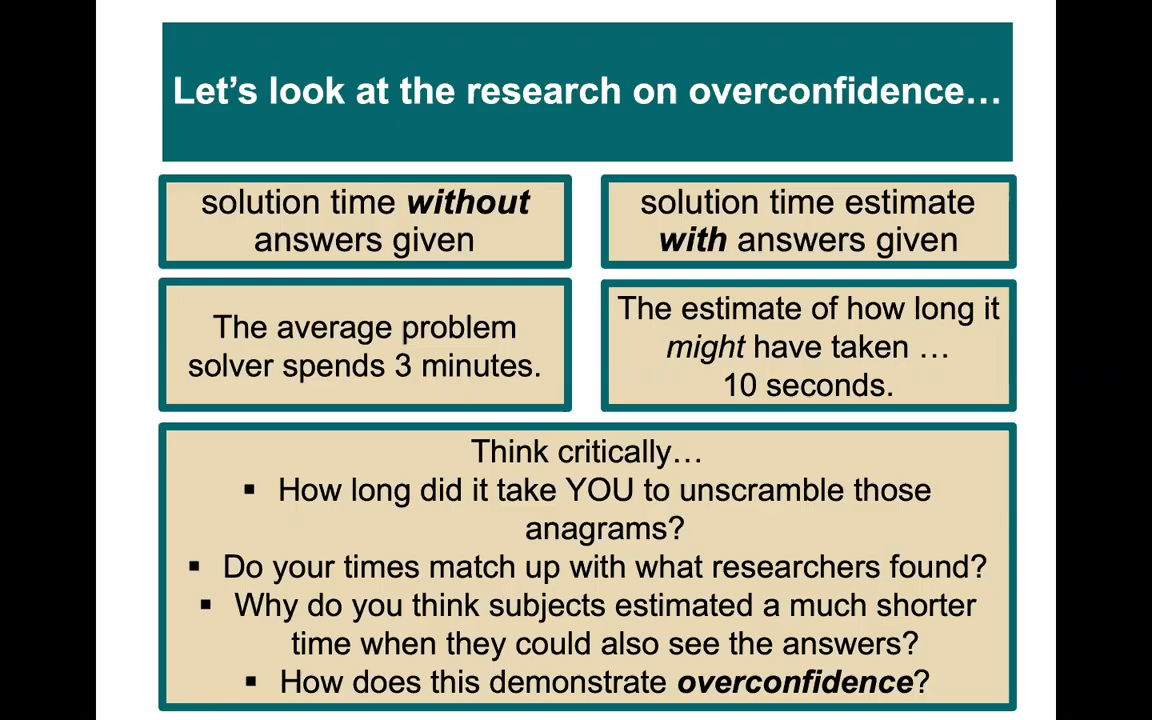 Let’s look at the research on overconfidence…
solution time without
answers given
solution time estimate
with answers given
The average problem
solver spends 3 minutes.
The estimate of how long it
might have taken …
10 seconds.
Think critically…
▪ How long did it take YOU to unscramble those
anagrams?
▪ Do your times match up with what researchers found?
▪ Why do you think subjects estimated a much shorter
time when they could also see the answers?
▪ How does this demonstrate overconfidence?